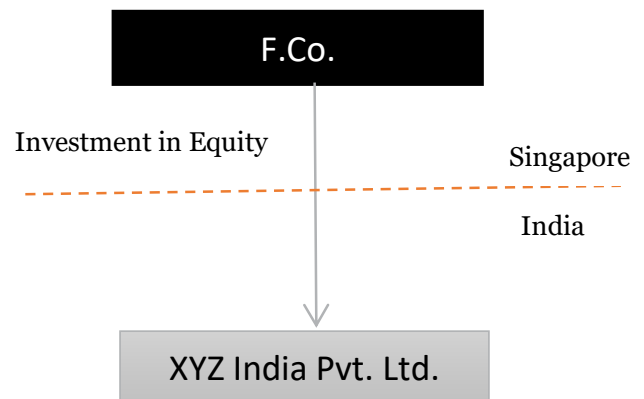 F.Co.
Investment in Equity
Singapore
India
XYZ India Pvt. Ltd.